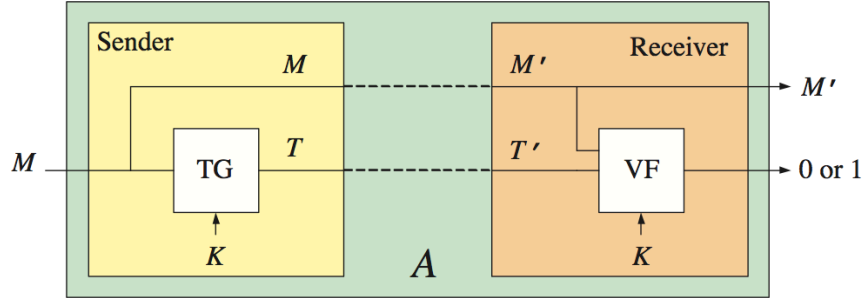 Sender
Receiver
M
M′
M′
M
TG
T
T′
VF
0 or 1
K
A
K